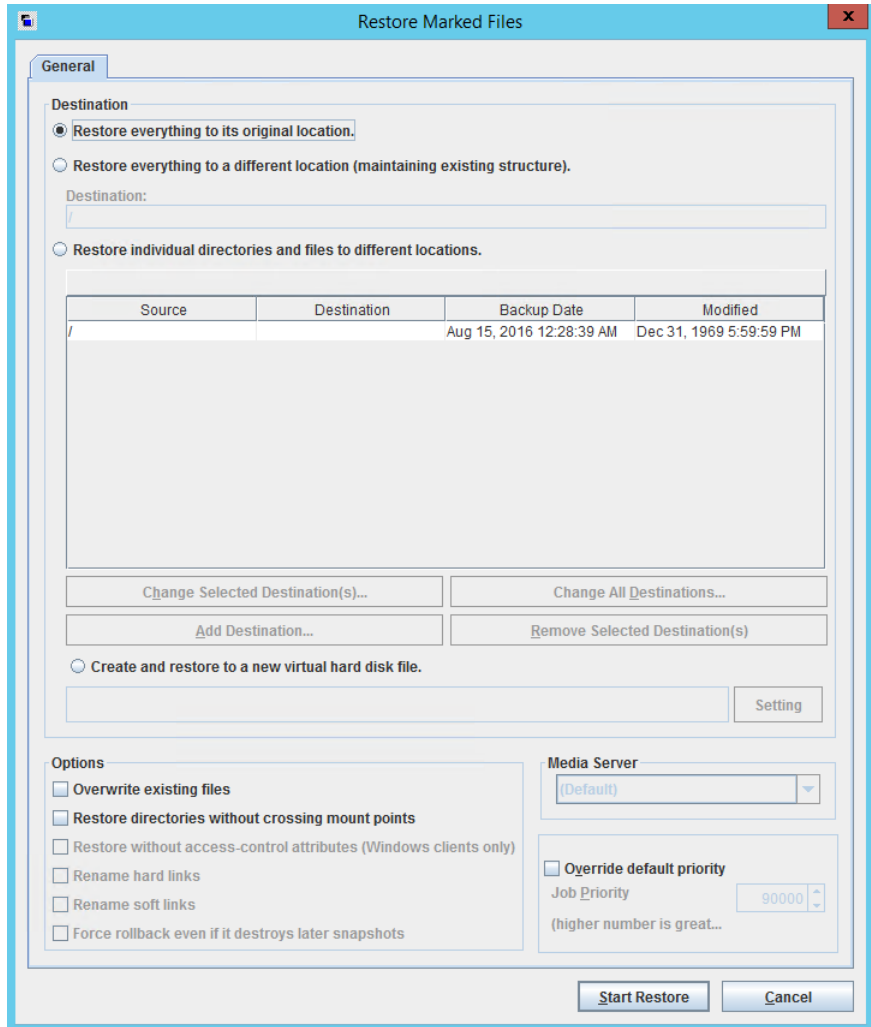 Restore Marked Files
x
General
Destination
Restore everything to its original location.
Restore everything to a different location (maintaining existing structure).
Destination:
/
Restore individual directories and files to different locations.
Source Destination Backup Date Modified
/ Aug 15, 2016 12:28:39 AM Dec 31, 1969 5:59:59 PM
Change Selected Destination(s)... Change All Destinations...
Add Destination... Remove Selected Destination(s)
Create and restore to a new virtual hard disk file.
Setting
Options
Overwrite existing files
Restore directories without crossing mount points
Restore without access-control attributes (Windows clients only)
Rename hard links
Rename soft links
Force rollback even if it destroys later snapshots
Media Server
(Default)
Override default priority
Job Priority
90000
(higher number is great...
Start Restore Cancel